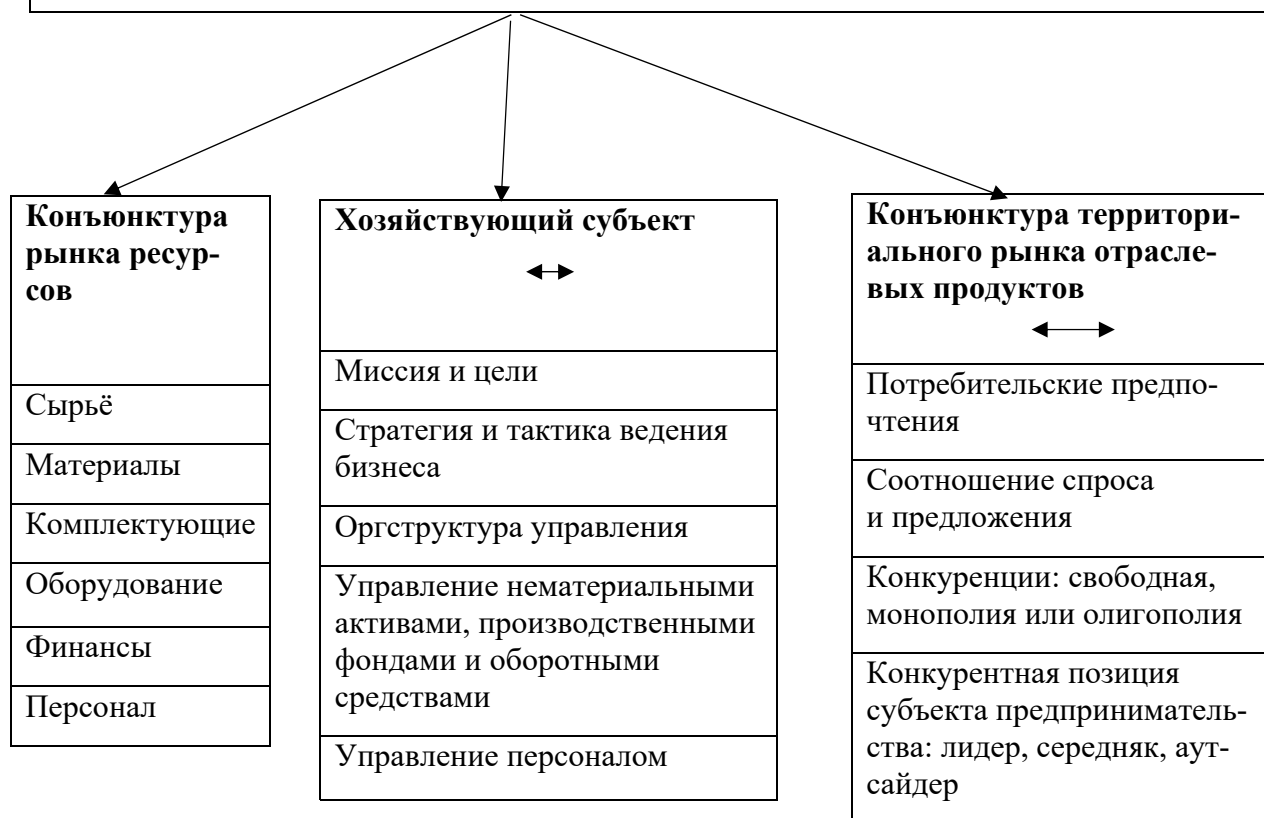 Конъюнктура
рынка ресур-
сов
Сырьё
Материалы
Комплектующие
Оборудование
Финансы
Персонал
Хозяйствующий субъект
Миссия и цели
Стратегия и тактика ведения
бизнеса
Оргструктура управления
Управление нематериальными
активами, производственными
фондами и оборотными
средствами
Управление персоналом
Конъюнктура территори-
ального рынка отрасле-
вых продуктов
Потребительские предпо-
чтения
Соотношение спроса
и предложения
Конкуренции: свободная,
монополия или олигополия
Конкурентная позиция
субъекта предприниматель-
ства: лидер, середняк, аут-
сайдер